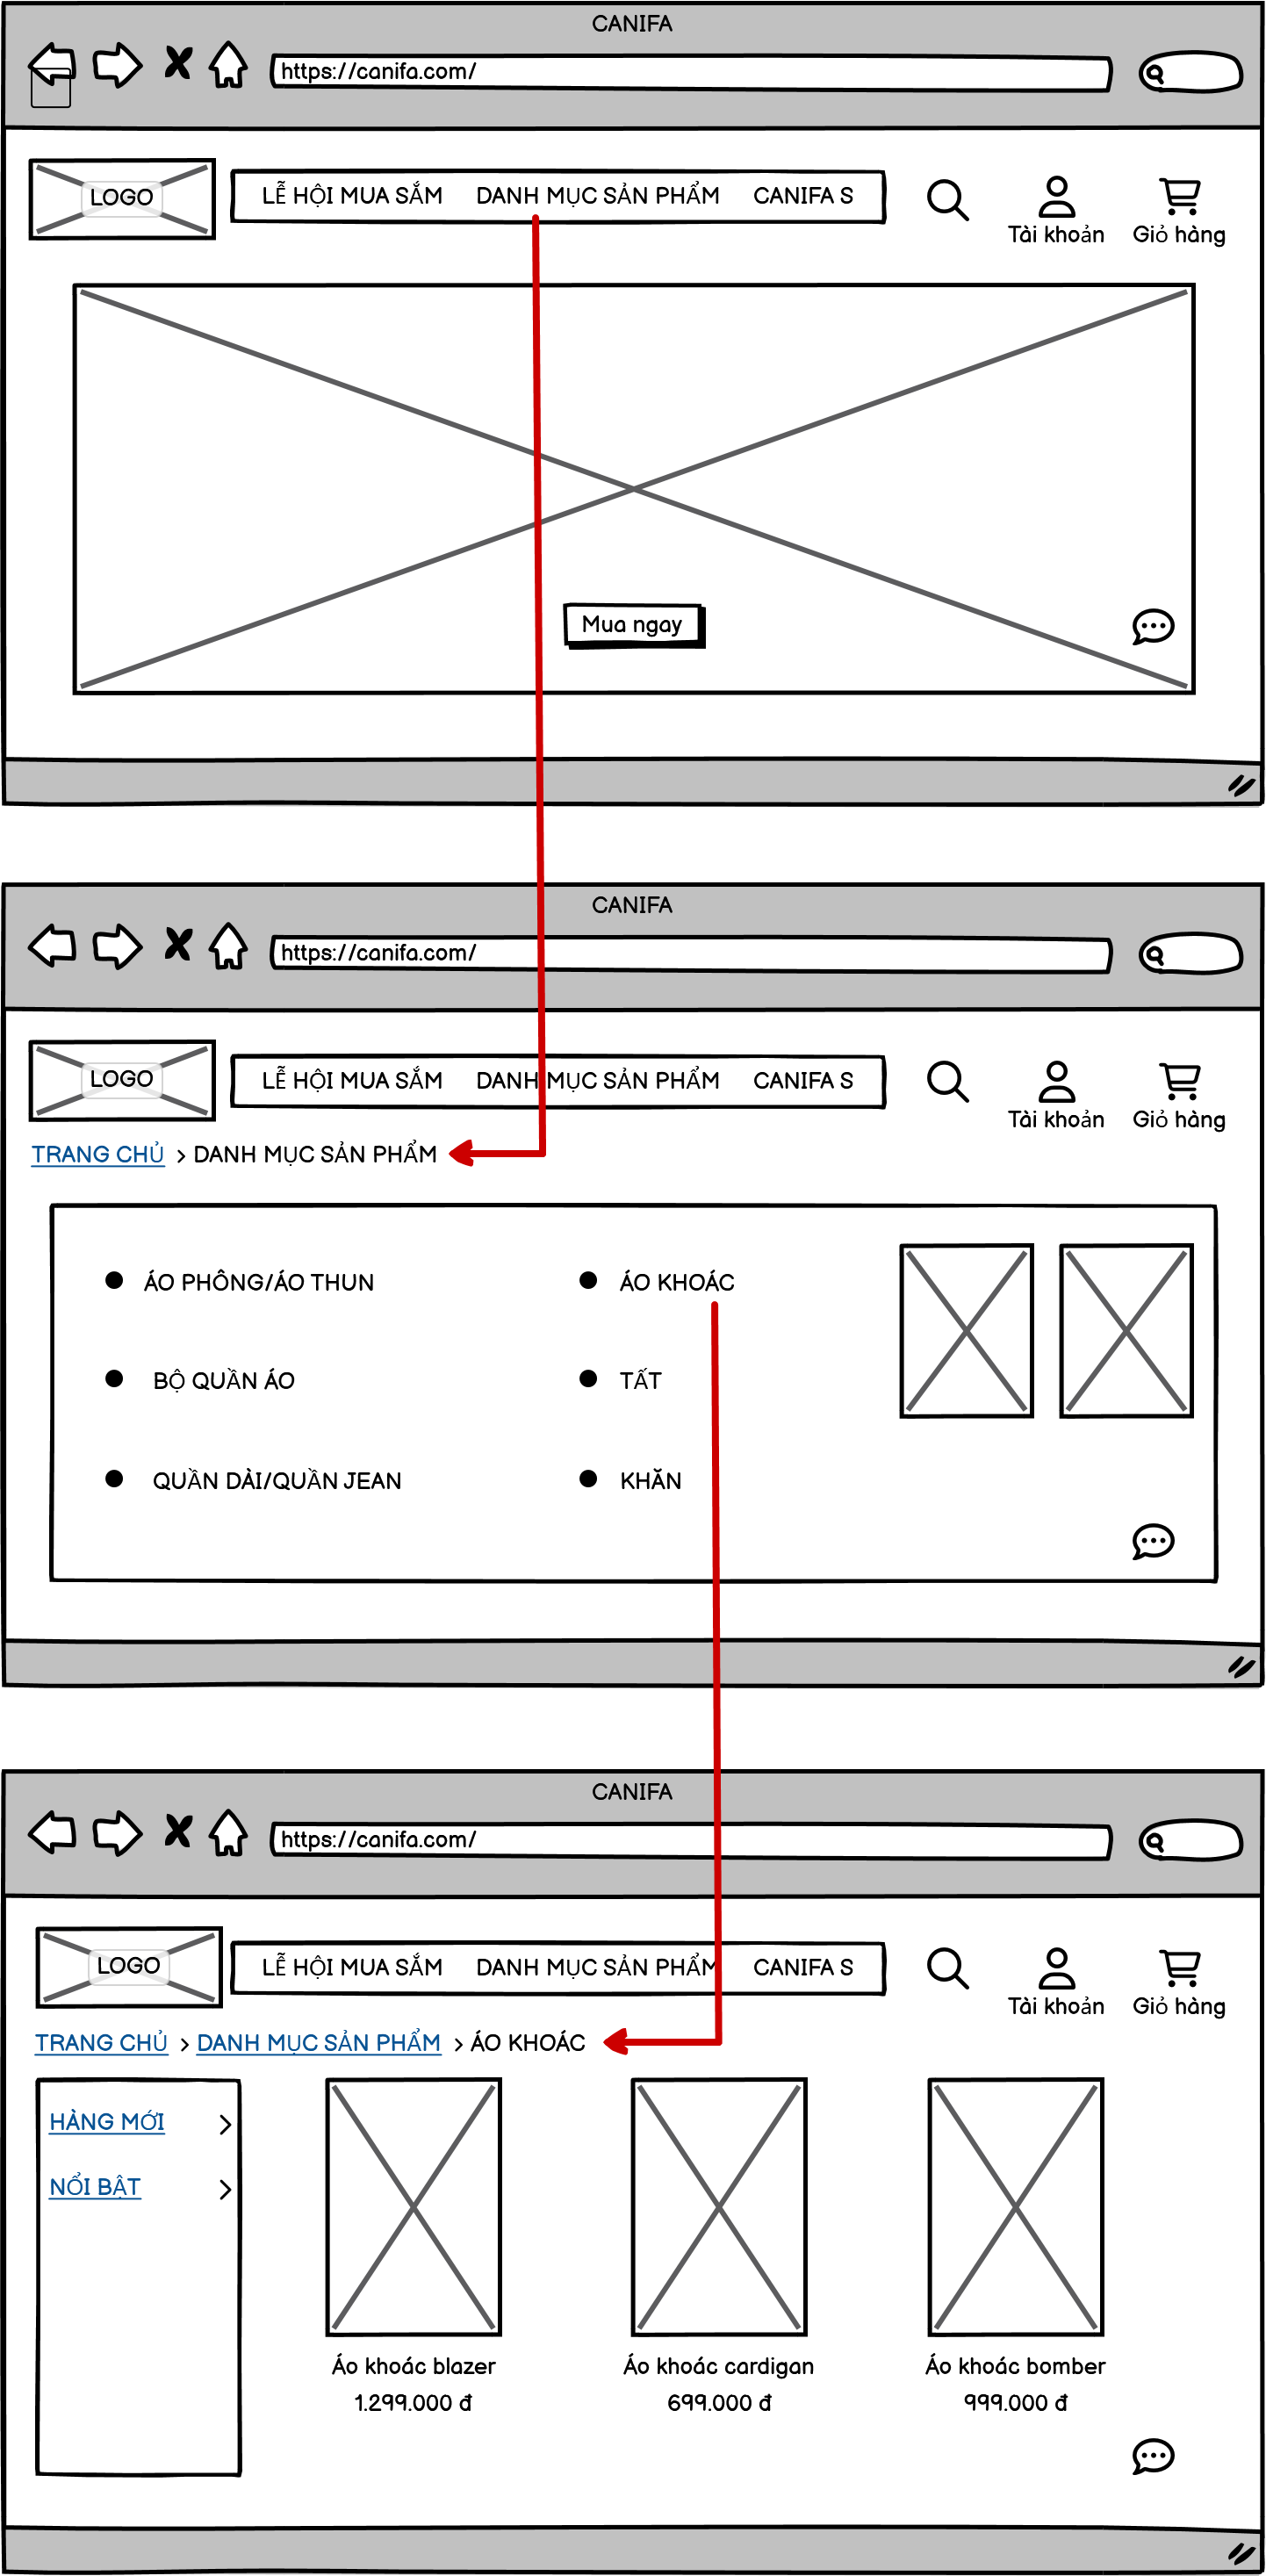 CANIFA
https://canifa.com/
LOGO
LỄ HỘI MUA SẮM DANH MỤC SẢN PHẨM CANIFA S
Tài khoản Giỏ hàng
Mua ngay
CANIFA
https://canifa.com/
LOGO
LỄ HỘI MUA SẮM DANH MỤC SẢN PHẨM CANIFA S
Tài khoản Giỏ hàng
TRANG CHỦ > DANH MỤC SẢN PHẨM
ÁO PHÔNG/ÁO THUN ÁO KHOÁC
BỘ QUẦN ÁO TẤT
QUẦN DÀI/QUẦN JEAN KHĂN
CANIFA
https://canifa.com/
LOGO
LỄ HỘI MUA SẮM DANH MỤC SẢN PHẨM CANIFA S
Tài khoản Giỏ hàng
TRANG CHỦ > DANH MỤC SẢN PHẨM > ÁO KHOÁC
HÀNG MỚI >
NỔI BẬT >
Áo khoác blazer Áo khoác cardigan Áo khoác bomber
1.299.000 đ 699.000 đ 999.000 đ